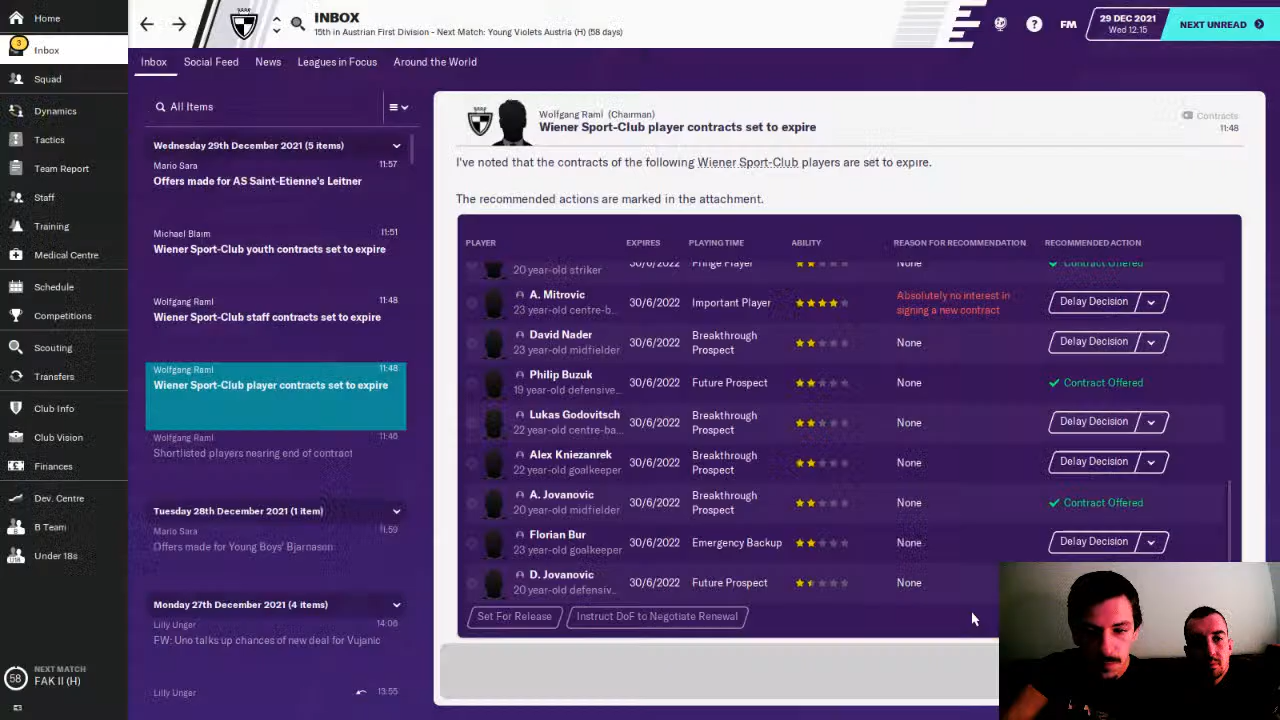 Home
3
Inbox
Squad
Dynamics
Tactics
Team Report
Staff
Training
Medical Centre
Schedule
Competitions
Scouting
Transfers
Club Info
Club Vision
Finances
Dev. Centre
B Team
Under 18s
58
NEXT MATCH
FAK II (H)
INBOX
15th in Austrian First Division - Next Match: Young Violets Austria (H) (58 days)
? FM
29 DEC 2021
Wed 12.15
NEXT UNREAD
Inbox Social Feed News Leagues in Focus Around the World
All Items
Wednesday 29th December 2021 (5 items)
Mario Sara 11:57
Offers made for AS Saint-Etienne's Leitner
Michael Blaim 11:51
Wiener Sport-Club youth contracts set to expire
Wolfgang Raml 11:48
Wiener Sport-Club staff contracts set to expire
Wolfgang Raml 11:48
Wiener Sport-Club player contracts set to expire
Wolfgang Raml 11:46
Shortlisted players nearing end of contract
Tuesday 28th December 2021 (1 item)
Mario Sara 11:59
Offers made for Young Boys' Bjarnason
Monday 27th December 2021 (4 items)
Lilly Unger 14:06
FW: Uno talks up chances of new deal for Vujanic
Lilly Unger 13:55
Wolfgang Raml (Chairman)
Wiener Sport-Club player contracts set to expire
Contracts
11:48
I've noted that the contracts of the following Wiener Sport-Club players are set to expire.
The recommended actions are marked in the attachment.
PLAYER EXPIRES PLAYING TIME ABILITY REASON FOR RECOMMENDATION RECOMMENDED ACTION
20 year-old striker 30/6/2022 Fringe Player None Contract Offered
A. Mitrovic
23 year-old centre-b... 30/6/2022 Important Player Absolutely no interest in signing a new contract Delay Decision
David Nader
23 year-old midfielder 30/6/2022 Breakthrough Prospect None Delay Decision
Philip Buzuk
19 year-old defensive... 30/6/2022 Future Prospect None Contract Offered
Lukas Godovitsch
22 year-old centre-ba... 30/6/2022 Breakthrough Prospect None Delay Decision
Alex Kniezanrek
22 year-old goalkeeper 30/6/2022 Breakthrough Prospect None Delay Decision
A. Jovanovic
20 year-old midfielder 30/6/2022 Breakthrough Prospect None Contract Offered
Florian Bur
23 year-old goalkeeper 30/6/2022 Emergency Backup None Delay Decision
D. Jovanovic
20 year-old defensiv... 30/6/2022 Future Prospect None
Set For Release Instruct DoF to Negotiate Renewal